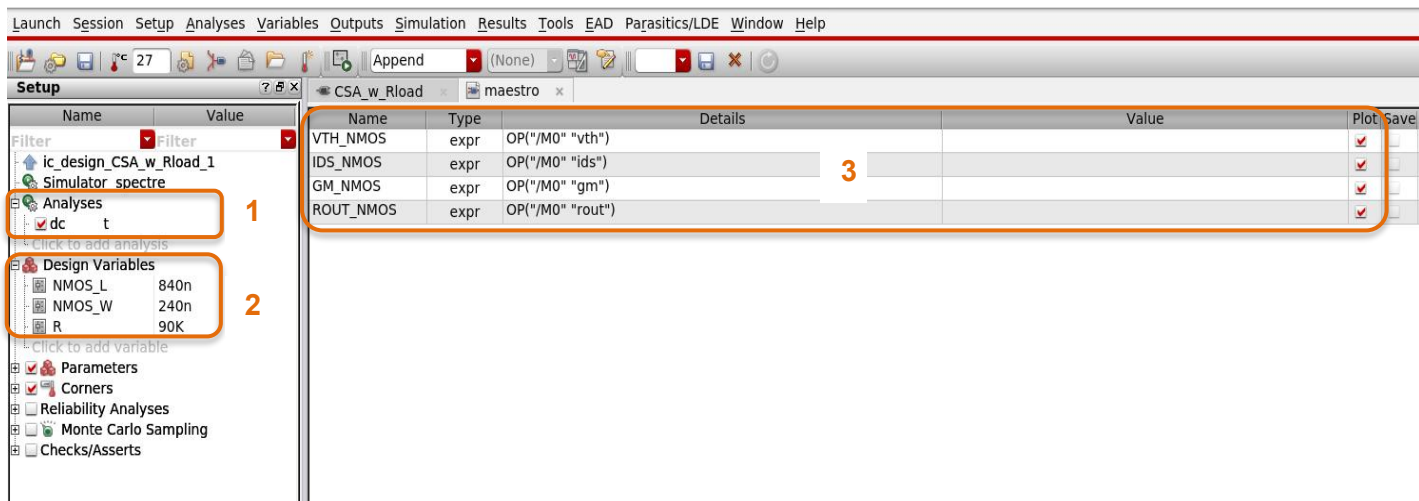 Launch Session Setup Analyses Variables Outputs Simulation Results Tools EAD Parasitics/LDE Window Help
°C 27 Append (None)
Setup
CSA_w_Rload maestro
Name Value
Filter Filter
ic_design_CSA_w_Rload_1
Simulator spectre
Analyses
dc t
Click to add analysis
1
Design Variables
NMOS_L 840n
NMOS_W 240n
R 90K
Click to add variable
2
Parameters
Corners
Reliability Analyses
Monte Carlo Sampling
Checks/Asserts
Name Type Details Value Plot Save
VTH_NMOS expr OP("/M0" "vth")
IDS_NMOS expr OP("/M0" "ids")
GM_NMOS expr OP("/M0" "gm")
ROUT_NMOS expr OP("/M0" "rout")
3